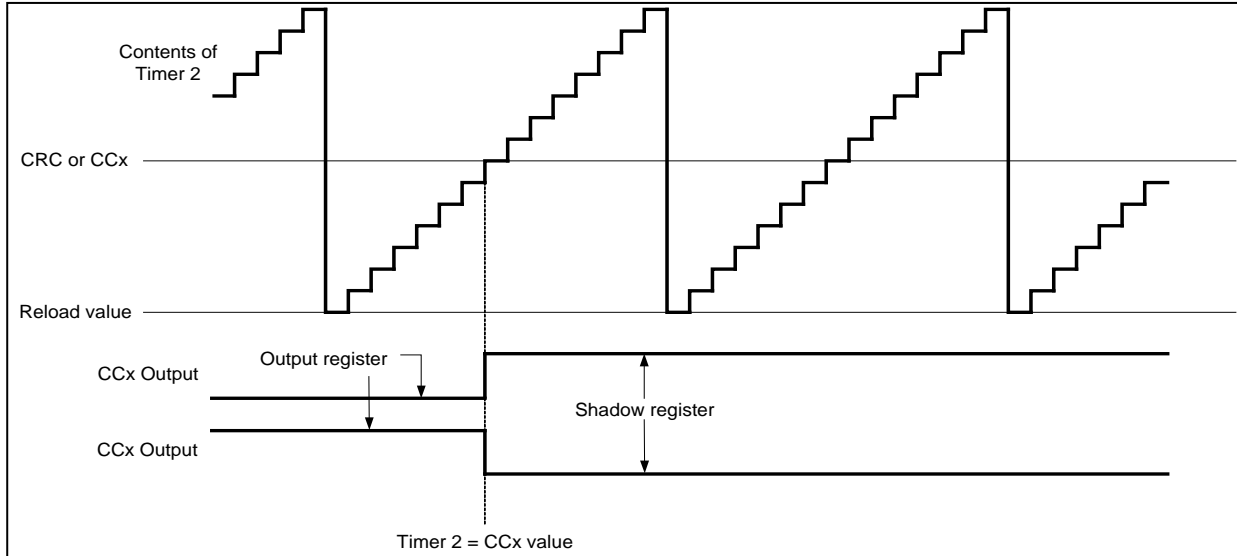 Contents of
Timer 2
CRC or CCx
Reload value
Output register
CCx Output
Shadow register
CCx Output
Timer 2 = CCx value